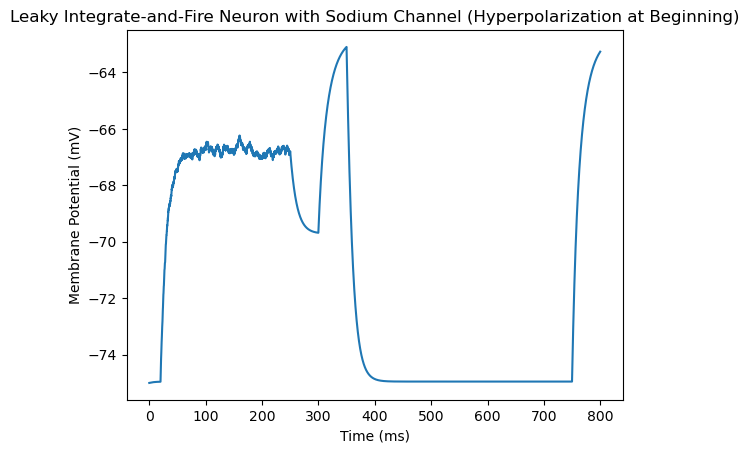 Leaky Integrate-and-Fire Neuron with Sodium Channel (Hyperpolarization at Beginning)
Membrane Potential (mV)
−64
−66
−68
−70
−72
−74
0 100 200 300 400 500 600 700 800
Time (ms)